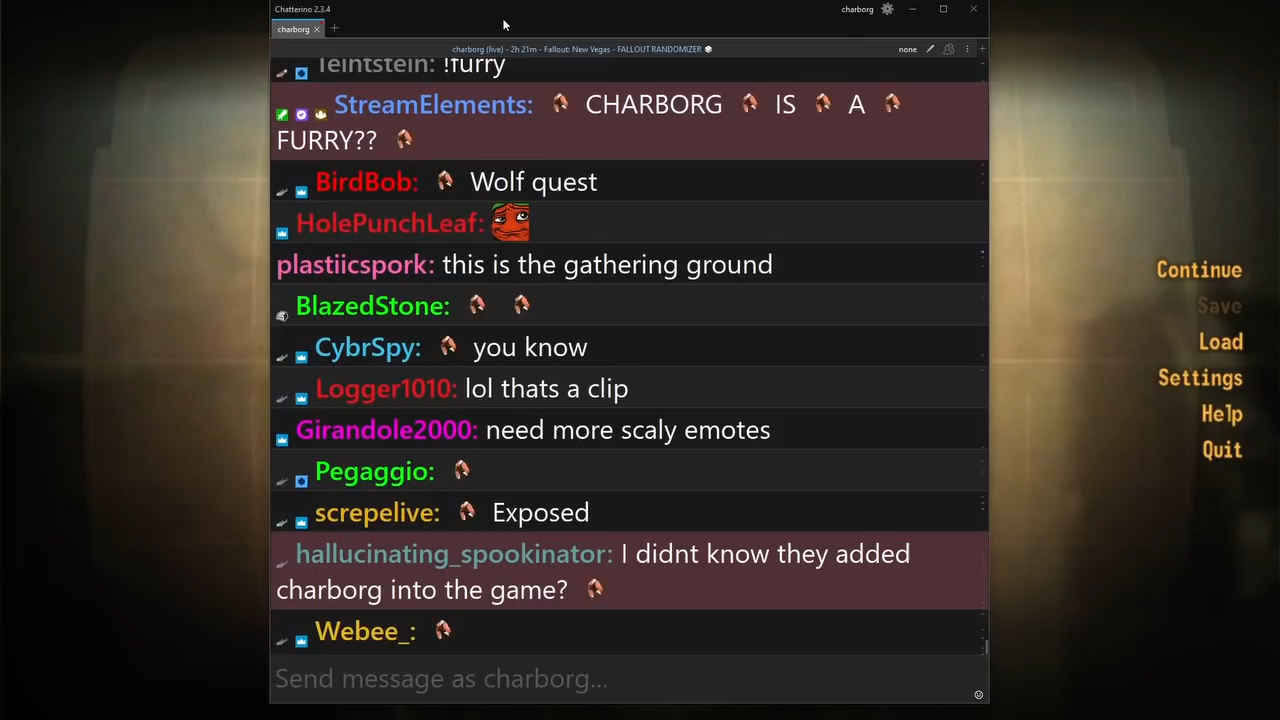 Chatterino 2.3.4
charborg
charborg
charborg (live) - 2h 21m - Fallout: New Vegas - FALLOUT RANDOMIZER
none
Teintstein: !furry
StreamElements: CHARBORG IS A
FURRY??
BirdBob: Wolf quest
HolePunchLeaf:
plastiicspork: this is the gathering ground
BlazedStone:
CybrSpy: you know
Logger1010: lol thats a clip
Girandole2000: need more scaly emotes
Pegaggio:
screpelive: Exposed
hallucinating_spookinator: I didnt know they added
charborg into the game?
Webee_:
Send message as charborg...
Continue
Save
Load
Settings
Help
Quit